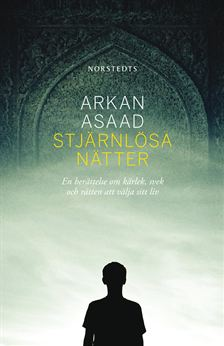 NORSTEDTS
ARKAN
ASAAD
STJÄRNLÖSA
NÄTTER
En berättelse om kärlek, svek
och rätten att välja sitt liv